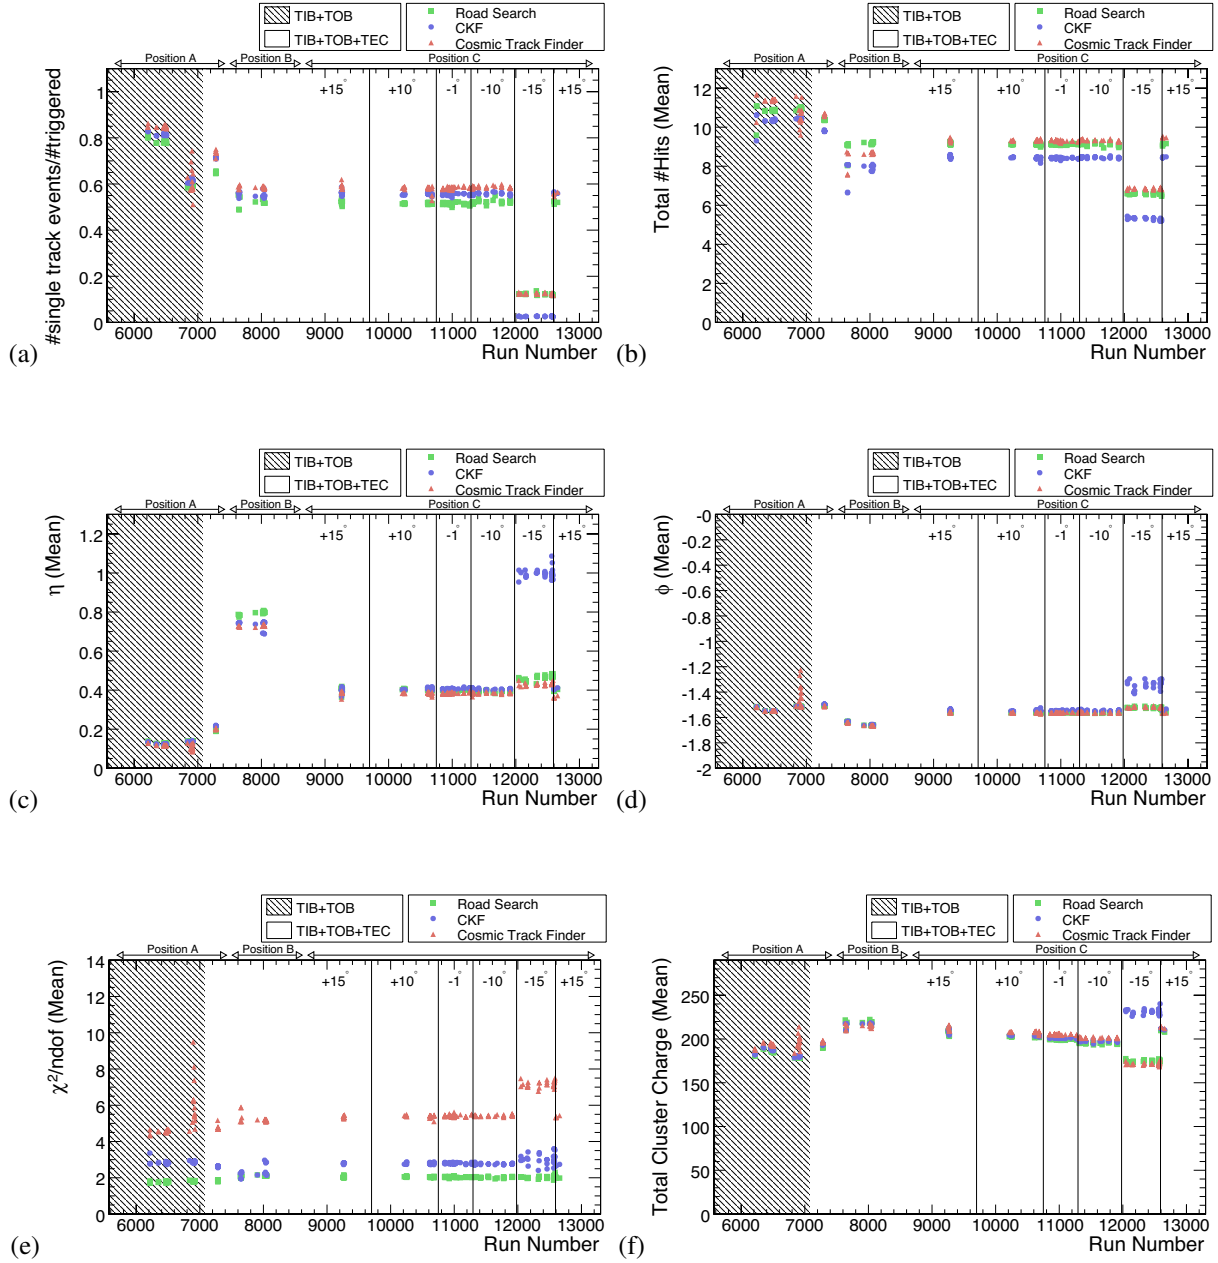 TIB+TOB
TIB+TOB+TEC
Road Search
CKF
Cosmic Track Finder
Position A
Position B
Position C
+15°
+10°
-1°
-10°
-15°
+15°
#single track events/#triggered
1
0.8
0.6
0.4
0.2
0
6000 7000 8000 9000 10000 11000 12000 13000
Run Number
(a)
TIB+TOB
TIB+TOB+TEC
Road Search
CKF
Cosmic Track Finder
Position A
Position B
Position C
+15°
+10°
-1°
-10°
-15°
+15°
Total #Hits (Mean)
12
10
8
6
4
2
0
6000 7000 8000 9000 10000 11000 12000 13000
Run Number
(b)
TIB+TOB
TIB+TOB+TEC
Road Search
CKF
Cosmic Track Finder
Position A
Position B
Position C
+15°
+10°
-1°
-10°
-15°
+15°
η (Mean)
1.2
1
0.8
0.6
0.4
0.2
0
6000 7000 8000 9000 10000 11000 12000 13000
Run Number
(c)
TIB+TOB
TIB+TOB+TEC
Road Search
CKF
Cosmic Track Finder
Position A
Position B
Position C
+15°
+10°
-1°
-10°
-15°
+15°
ϕ (Mean)
-0
-0.2
-0.4
-0.6
-0.8
-1
-1.2
-1.4
-1.6
-1.8
-2
6000 7000 8000 9000 10000 11000 12000 13000
Run Number
(d)
TIB+TOB
TIB+TOB+TEC
Road Search
CKF
Cosmic Track Finder
Position A
Position B
Position C
+15°
+10°
-1°
-10°
-15°
+15°
χ²/ndof (Mean)
14
12
10
8
6
4
2
0
6000 7000 8000 9000 10000 11000 12000 13000
Run Number
(e)
TIB+TOB
TIB+TOB+TEC
Road Search
CKF
Cosmic Track Finder
Position A
Position B
Position C
+15°
+10°
-1°
-10°
-15°
+15°
Total Cluster Charge (Mean)
250
200
150
100
50
0
6000 7000 8000 9000 10000 11000 12000 13000
Run Number
(f)